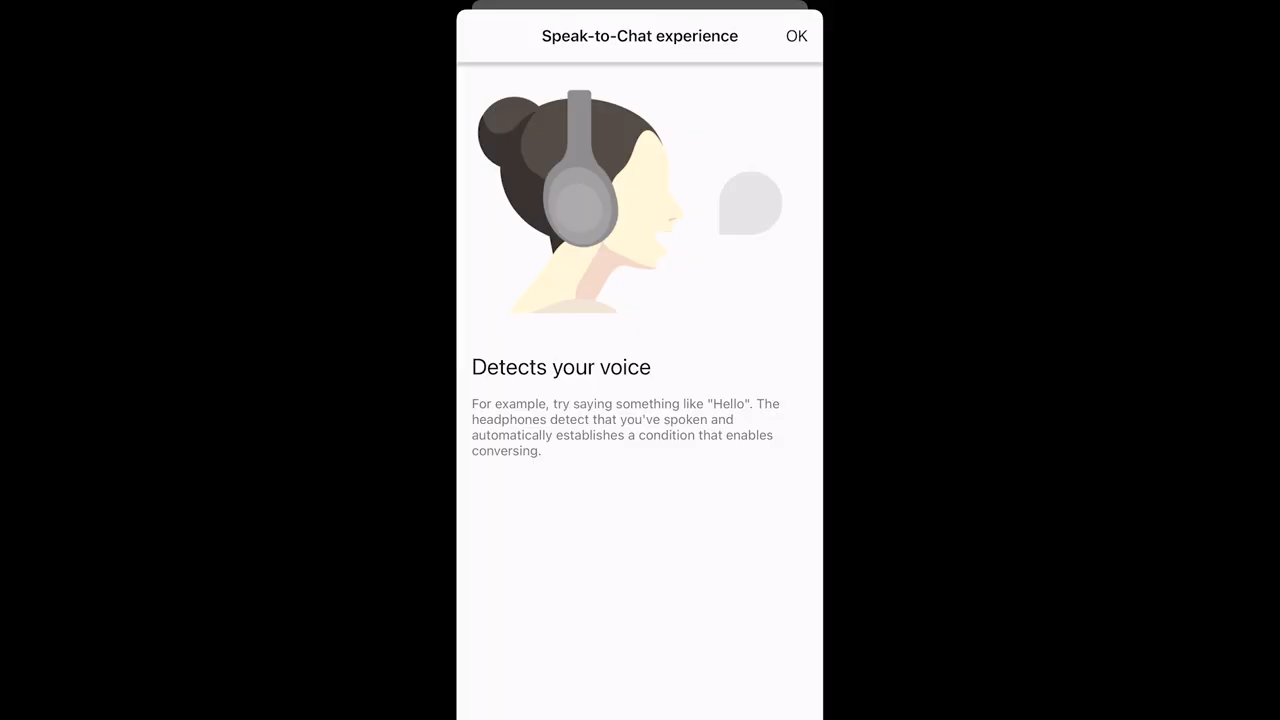 Speak-to-Chat experience
OK
Detects your voice
For example, try saying something like "Hello". The
headphones detect that you've spoken and
automatically establishes a condition that enables
conversing.